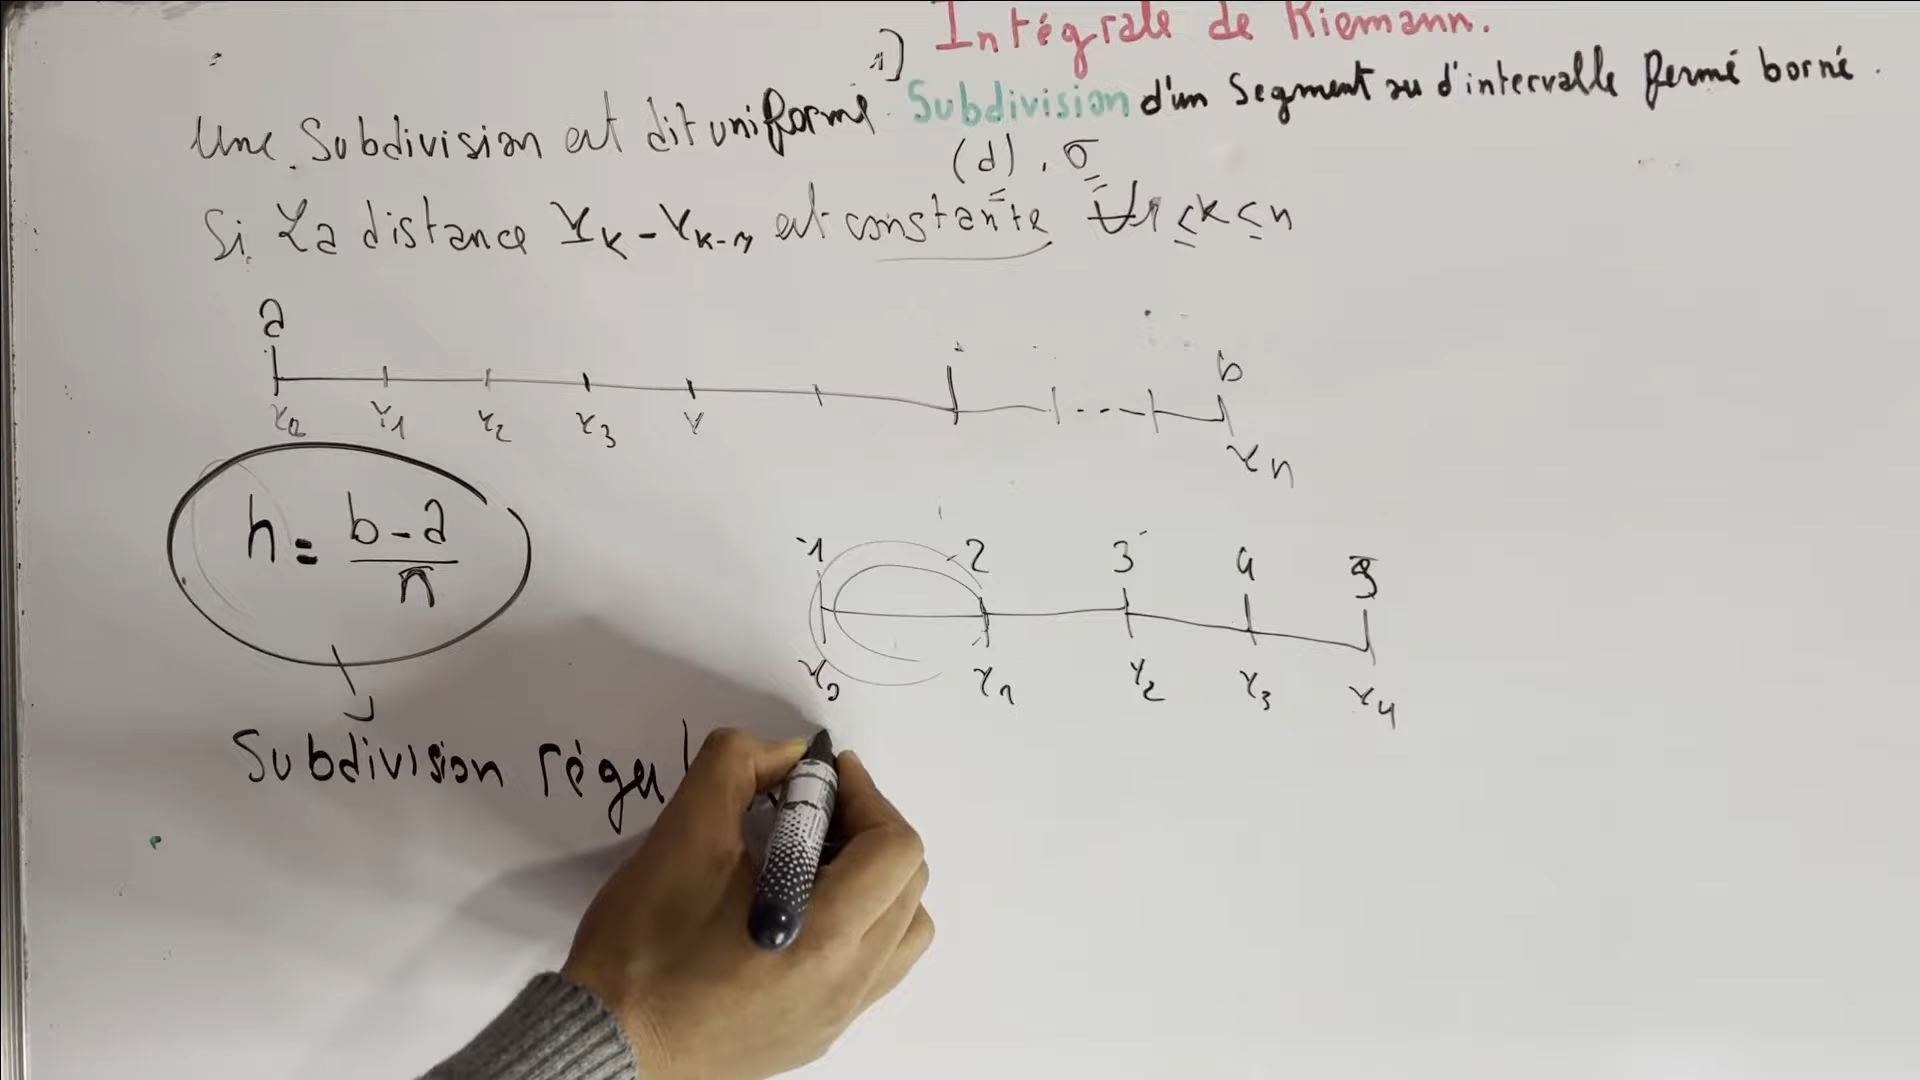 Intégrale de Riemann.
1) Subdivision d'un Segment ou d'intervalle fermé borné.
(d), σ
Une Subdivision est dit uniforme
Si La distance xK - xK-1 est constante ∀ 1 ≤ K ≤ n
a b
x0 x1 x2 x3 x xn
h = b-a / n
-1 2 3 4 5
x0 x1 x2 x3 x4
Subdivision régul